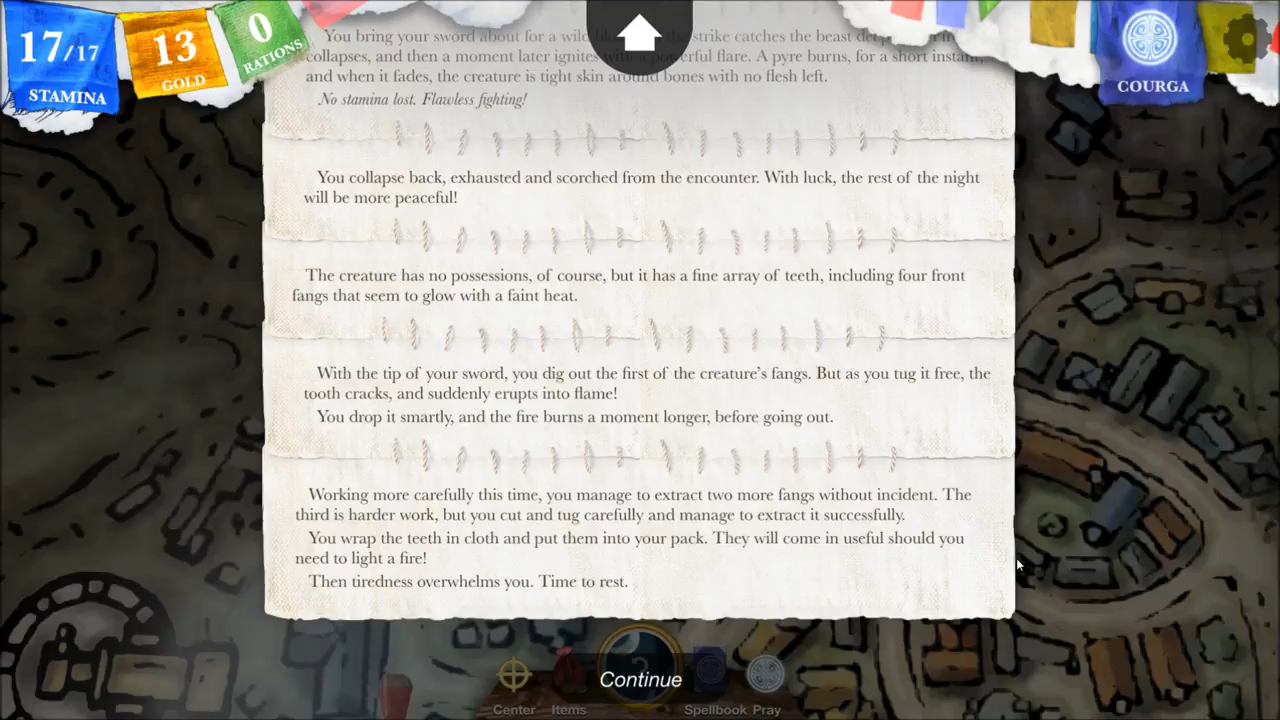 17/17
STAMINA
13
GOLD
0
RATIONS
COURGA
You bring your sword about for a wild strike catches the beast
collapses, and then a moment later ignites with a powerful flare. A pyre burns, for a short instant,
and when it fades, the creature is tight skin around bones with no flesh left.
No stamina lost. Flawless fighting!
You collapse back, exhausted and scorched from the encounter. With luck, the rest of the night
will be more peaceful!
The creature has no possessions, of course, but it has a fine array of teeth, including four front
fangs that seem to glow with a faint heat.
With the tip of your sword, you dig out the first of the creature's fangs. But as you tug it free, the
tooth cracks, and suddenly erupts into flame!
You drop it smartly, and the fire burns a moment longer, before going out.
Working more carefully this time, you manage to extract two more fangs without incident. The
third is harder work, but you cut and tug carefully and manage to extract it successfully.
You wrap the teeth in cloth and put them into your pack. They will come in useful should you
need to light a fire!
Then tiredness overwhelms you. Time to rest.
Continue
Center Items Spellbook Pray